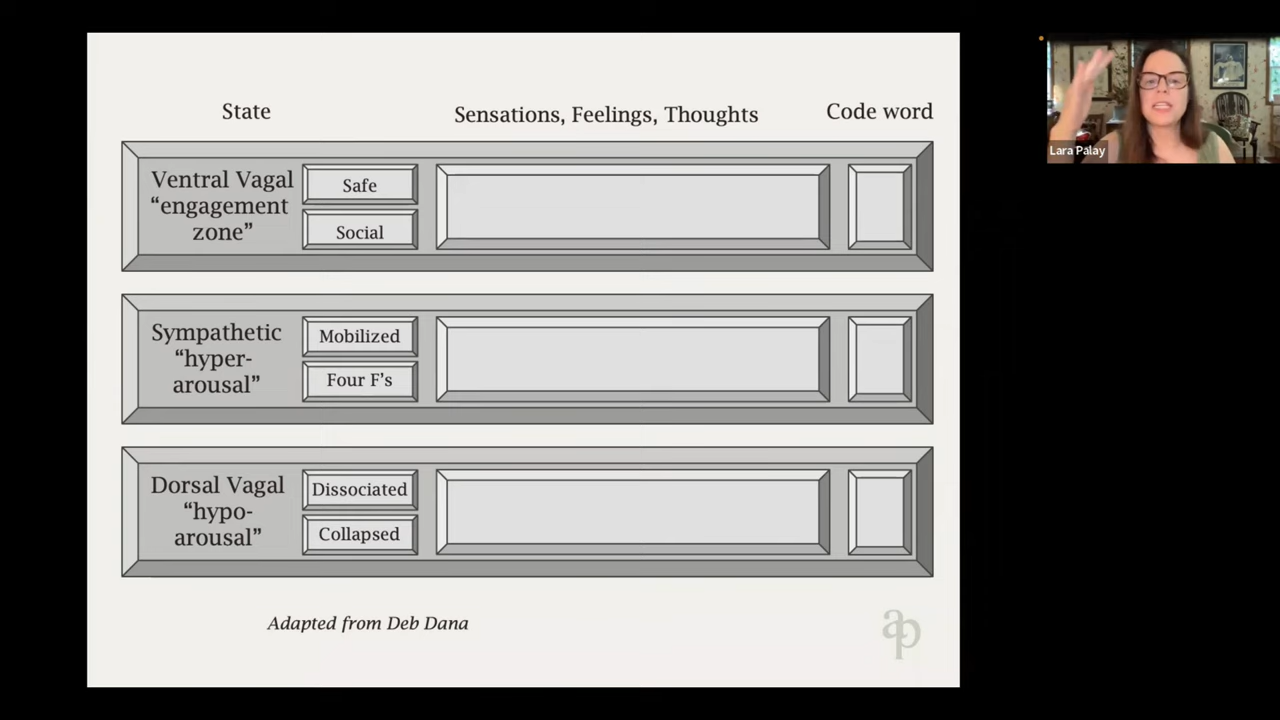 State
Sensations, Feelings, Thoughts
Code word
Ventral Vagal
“engagement
zone”
Safe
Social
Sympathetic
“hyper-
arousal”
Mobilized
Four F’s
Dorsal Vagal
“hypo-
arousal”
Dissociated
Collapsed
Adapted from Deb Dana
ap
Lara Palay